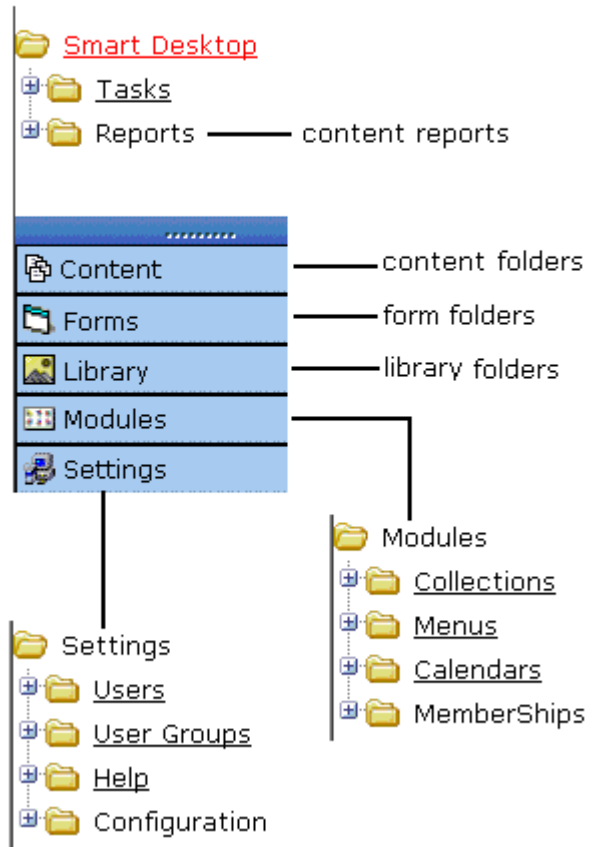 Smart Desktop
Tasks
Reports content reports
Content content folders
Forms form folders
Library library folders
Modules
Settings
Modules
Collections
Menus
Calendars
MemberShips
Settings
Users
User Groups
Help
Configuration